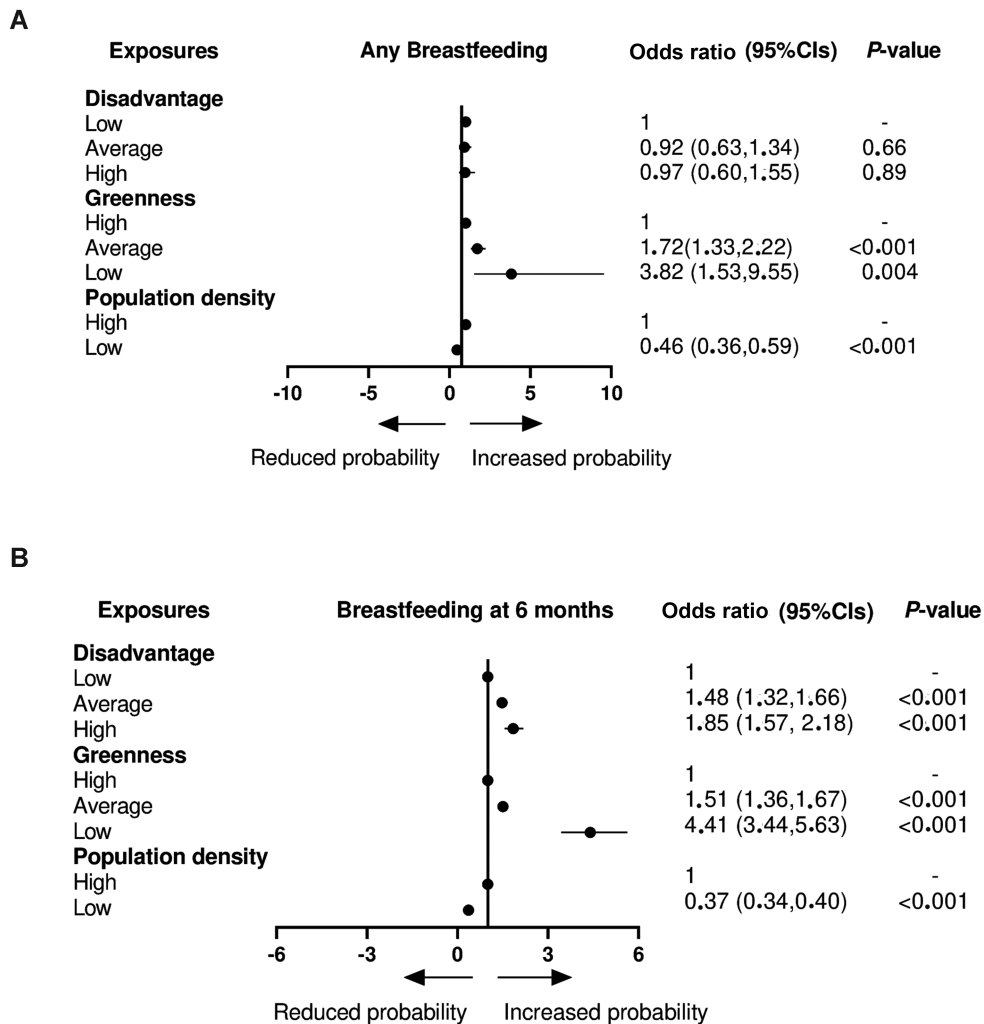 A
Exposures Any Breastfeeding Odds ratio (95%CIs) P-value
Disadvantage
Low 1 -
Average 0.92 (0.63,1.34) 0.66
High 0.97 (0.60,1.55) 0.89
Greenness
High 1 -
Average 1.72(1.33,2.22) <0.001
Low 3.82 (1.53,9.55) 0.004
Population density
High 1 -
Low 0.46 (0.36,0.59) <0.001
-10 -5 0 5 10
Reduced probability Increased probability
B
Exposures Breastfeeding at 6 months Odds ratio (95%CIs) P-value
Disadvantage
Low 1 -
Average 1.48 (1.32,1.66) <0.001
High 1.85 (1.57, 2.18) <0.001
Greenness
High 1 -
Average 1.51 (1.36,1.67) <0.001
Low 4.41 (3.44,5.63) <0.001
Population density
High 1 -
Low 0.37 (0.34,0.40) <0.001
-6 -3 0 3 6
Reduced probability Increased probability